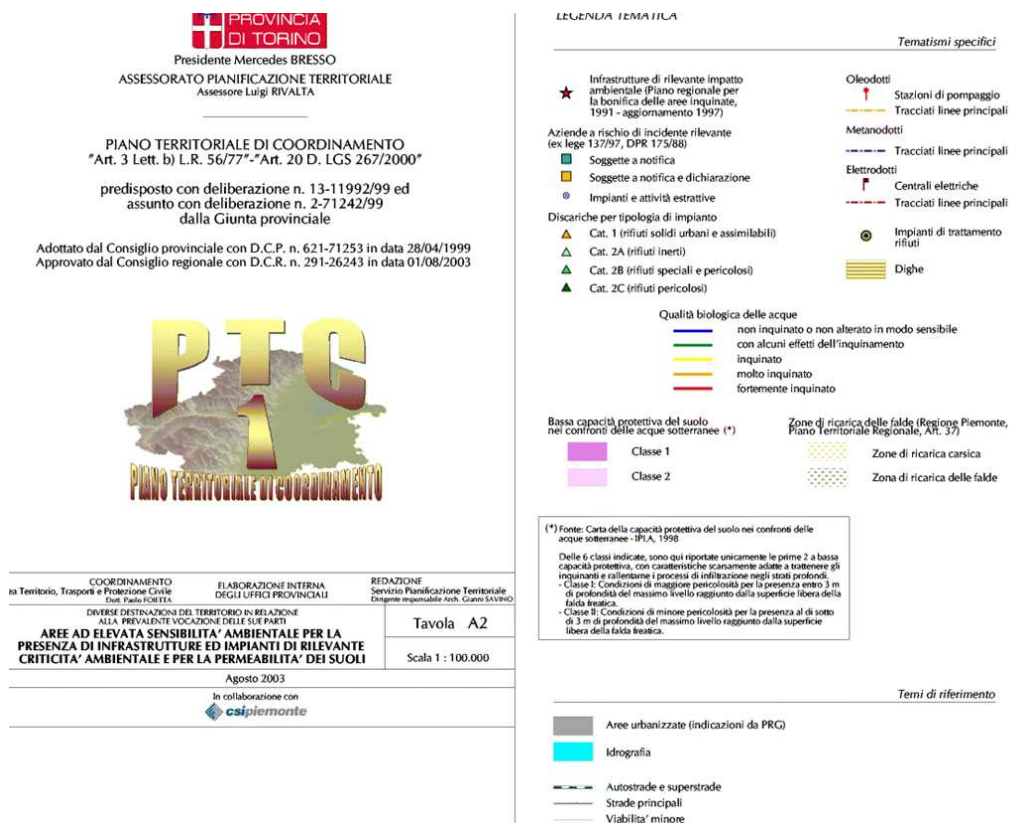 PROVINCIA
DI TORINO
Presidente Mercedes BRESSO
ASSESSORATO PIANIFICAZIONE TERRITORIALE
Assessore Luigi RIVALTA
PIANO TERRITORIALE DI COORDINAMENTO
"Art. 3 Lett. b) L.R. 56/77"-"Art. 20 D. LGS 267/2000"
predisposto con deliberazione n. 13-11992/99 ed
assunto con deliberazione n. 2-71242/99
dalla Giunta provinciale
Adottato dal Consiglio provinciale con D.C.P. n. 621-71253 in data 28/04/1999
Approvato dal Consiglio regionale con D.C.R. n. 291-26243 in data 01/08/2003
PTC
1
PIANO TERRITORIALE DI COORDINAMENTO
COORDINAMENTO
ea Territorio, Trasporti e Protezione Civile
Dott. Paolo FOIETTA
ELABORAZIONE INTERNA
DEGLI UFFICI PROVINCIALI
REDAZIONE
Servizio Pianificazione Territoriale
Dirigente responsabile Arch. Gianni SAVINO
DIVERSE DESTINAZIONI DEL TERRITORIO IN RELAZIONE
ALLA PREVALENTE VOCAZIONE DELLE SUE PARTI
AREE AD ELEVATA SENSIBILITA' AMBIENTALE PER LA
PRESENZA DI INFRASTRUTTURE ED IMPIANTI DI RILEVANTE
CRITICITA' AMBIENTALE E PER LA PERMEABILITA' DEI SUOLI
Tavola A2
Scala 1 : 100.000
Agosto 2003
In collaborazione con
csipiemonte
LEGENDA TEMATICA
Tematismi specifici
Infrastrutture di rilevante impatto
ambientale (Piano regionale per
la bonifica delle aree inquinate,
1991 - aggiornamento 1997)
Aziende a rischio di incidente rilevante
(ex lege 137/97, DPR 175/88)
Soggette a notifica
Soggette a notifica e dichiarazione
Impianti e attività estrattive
Discariche per tipologia di impianto
Cat. 1 (rifiuti solidi urbani e assimilabili)
Cat. 2A (rifiuti inerti)
Cat. 2B (rifiuti speciali e pericolosi)
Cat. 2C (rifiuti pericolosi)
Oleodotti
Stazioni di pompaggio
Tracciati linee principali
Metanodotti
Tracciati linee principali
Elettrodotti
Centrali elettriche
Tracciati linee principali
Impianti di trattamento
rifiuti
Dighe
Qualità biologica delle acque
non inquinato o non alterato in modo sensibile
con alcuni effetti dell'inquinamento
inquinato
molto inquinato
fortemente inquinato
Bassa capacità protettiva del suolo
nei confronti delle acque sotterranee (*)
Classe 1
Classe 2
Zone di ricarica delle falde (Regione Piemonte,
Piano Territoriale Regionale, Art. 37)
Zone di ricarica carsica
Zona di ricarica delle falde
(*) Fonte: Carta della capacità protettiva del suolo nei confronti delle
acque sotterranee - IPLA, 1998
Delle 6 classi indicate, sono qui riportate unicamente le prime 2 a bassa
capacità protettiva, con caratteristiche scarsamente adatte a trattenere gli
inquinanti e rallentarne i processi di infiltrazione negli strati profondi.
- Classe I: Condizioni di maggiore pericolosità per la presenza entro 3 m
di profondità del massimo livello raggiunto dalla superficie libera della
falda freatica.
- Classe II: Condizioni di minore pericolosità per la presenza al di sotto
di 3 m di profondità del massimo livello raggiunto dalla superficie
libera della falda freatica.
Temi di riferimento
Aree urbanizzate (indicazioni da PRG)
Idrografia
Autostrade e superstrade
Strade principali
Viabilita' minore